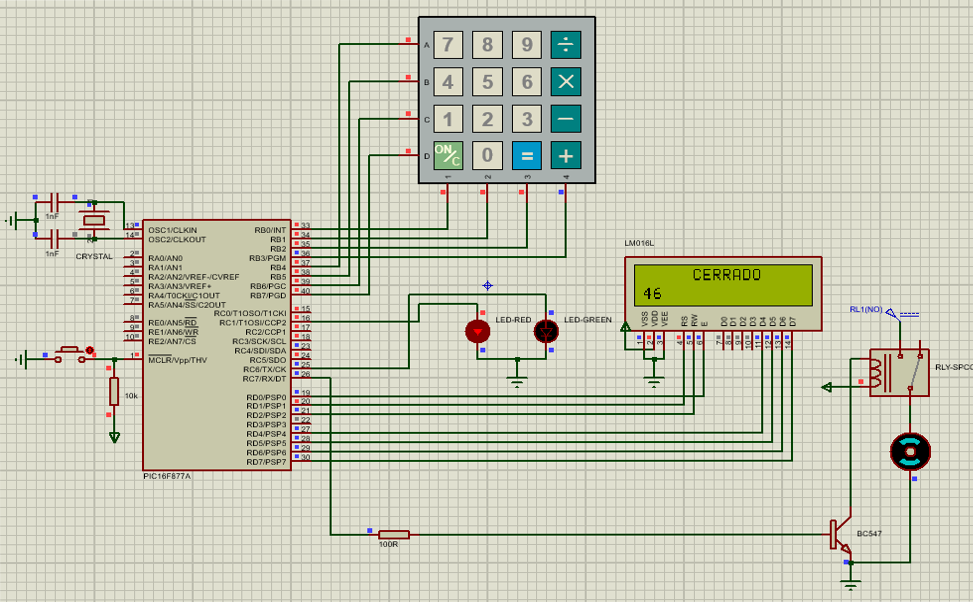 7 8 9 ÷
A
4 5 6 ×
B
1 2 3 −
C
ON/C 0 = +
D
1 2 3 4
1nF
1nF
CRYSTAL
13 OSC1/CLKIN
14 OSC2/CLKOUT
2 RA0/AN0
3 RA1/AN1
4 RA2/AN2/VREF-/CVREF
5 RA3/AN3/VREF+
6 RA4/T0CKI/C1OUT
7 RA5/AN4/SS/C2OUT
8 RE0/AN5/RD
9 RE1/AN6/WR
10 RE2/AN7/CS
1 MCLR/Vpp/THV
RB0/INT 33
RB1 34
RB2 35
RB3/PGM 36
RB4 37
RB5 38
RB6/PGC 39
RB7/PGD 40
RC0/T1OSO/T1CKI 15
RC1/T1OSI/CCP2 16
RC2/CCP1 17
RC3/SCK/SCL 18
RC4/SDI/SDA 23
RC5/SDO 24
RC6/TX/CK 25
RC7/RX/DT 26
RD0/PSP0 19
RD1/PSP1 20
RD2/PSP2 21
RD3/PSP3 22
RD4/PSP4 27
RD5/PSP5 28
RD6/PSP6 29
RD7/PSP7 30
PIC16F877A
10k
LED-RED
LED-GREEN
LM016L
CERRADO
46
VSS VDD VEE RS RW E D0 D1 D2 D3 D4 D5 D6 D7
1 2 3 4 5 6 7 8 9 10 11 12 13 14
RL1(NO)
RLY-SPC
100R
BC547